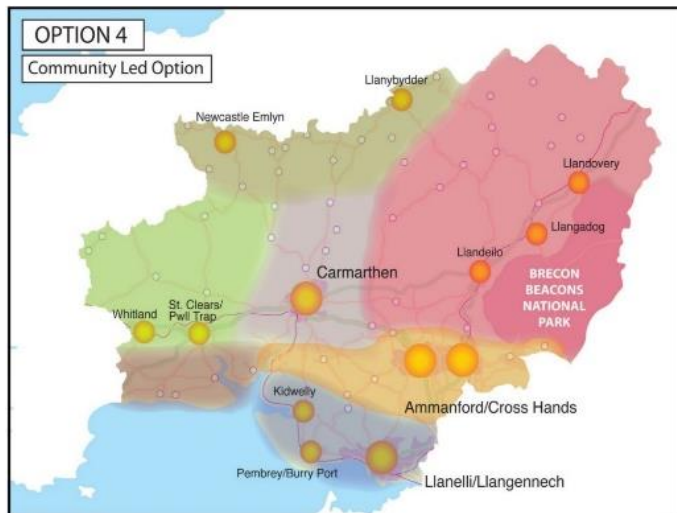 OPTION 4
Community Led Option
Llanybydder
Newcastle Emlyn
Llandovery
Llangadog
Llandeilo
Carmarthen
BRECON
BEACONS
NATIONAL
PARK
St. Clears/
Pwll Trap
Whitland
Kidwelly
Ammanford/Cross Hands
Pembrey/Burry Port
Llanelli/Llangennech